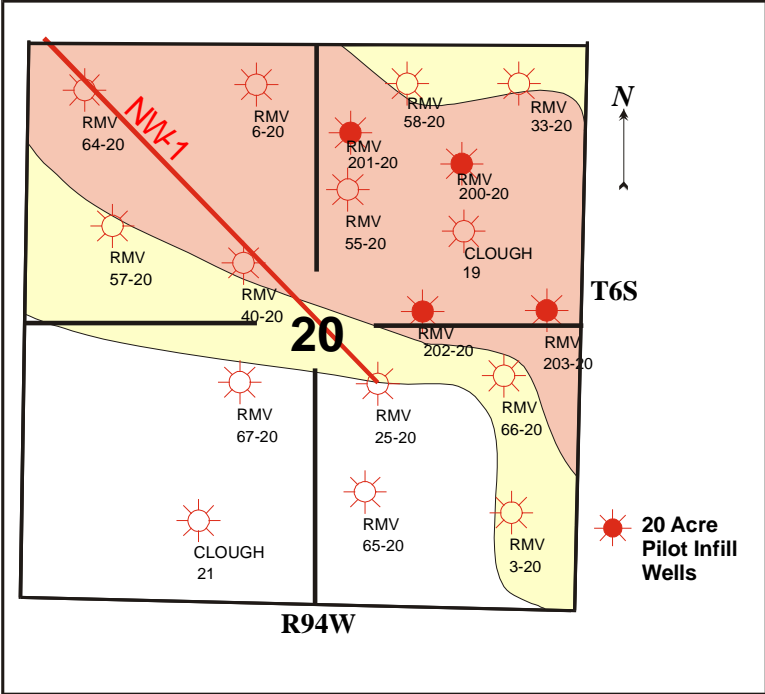 N
NW-1
RMV
64-20
RMV
6-20
RMV
58-20
RMV
33-20
RMV
201-20
RMV
200-20
RMV
55-20
CLOUGH
19
RMV
57-20
RMV
40-20
T6S
20
RMV
202-20
RMV
203-20
RMV
67-20
RMV
25-20
RMV
66-20
RMV
65-20
RMV
3-20
CLOUGH
21
20 Acre
Pilot Infill
Wells
R94W